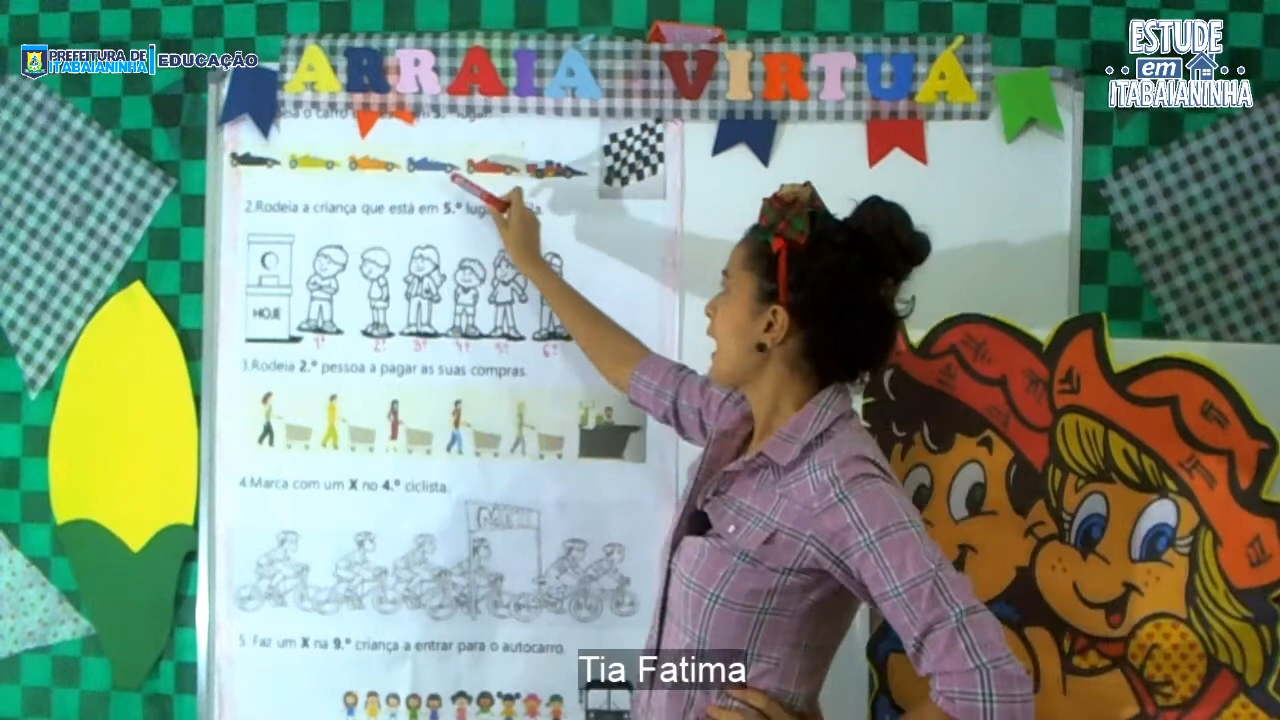 PREFEITURA DE
ITABAIANINHA
EDUCAÇÃO
ESTUDE
em
ITABAIANINHA
ARRAIÁ VIRTUÁ
o carro
lugar
2.Rodeia a criança que está em 5.º
HOJE
1º 2º 3º 4º 5º 6º
3.Rodeia 2.º pessoa a pagar as suas compras.
4.Marca com um X no 4.º ciclista.
META
5. Faz um X na 9.º criança a entrar para o autocarro.
Tia Fatima